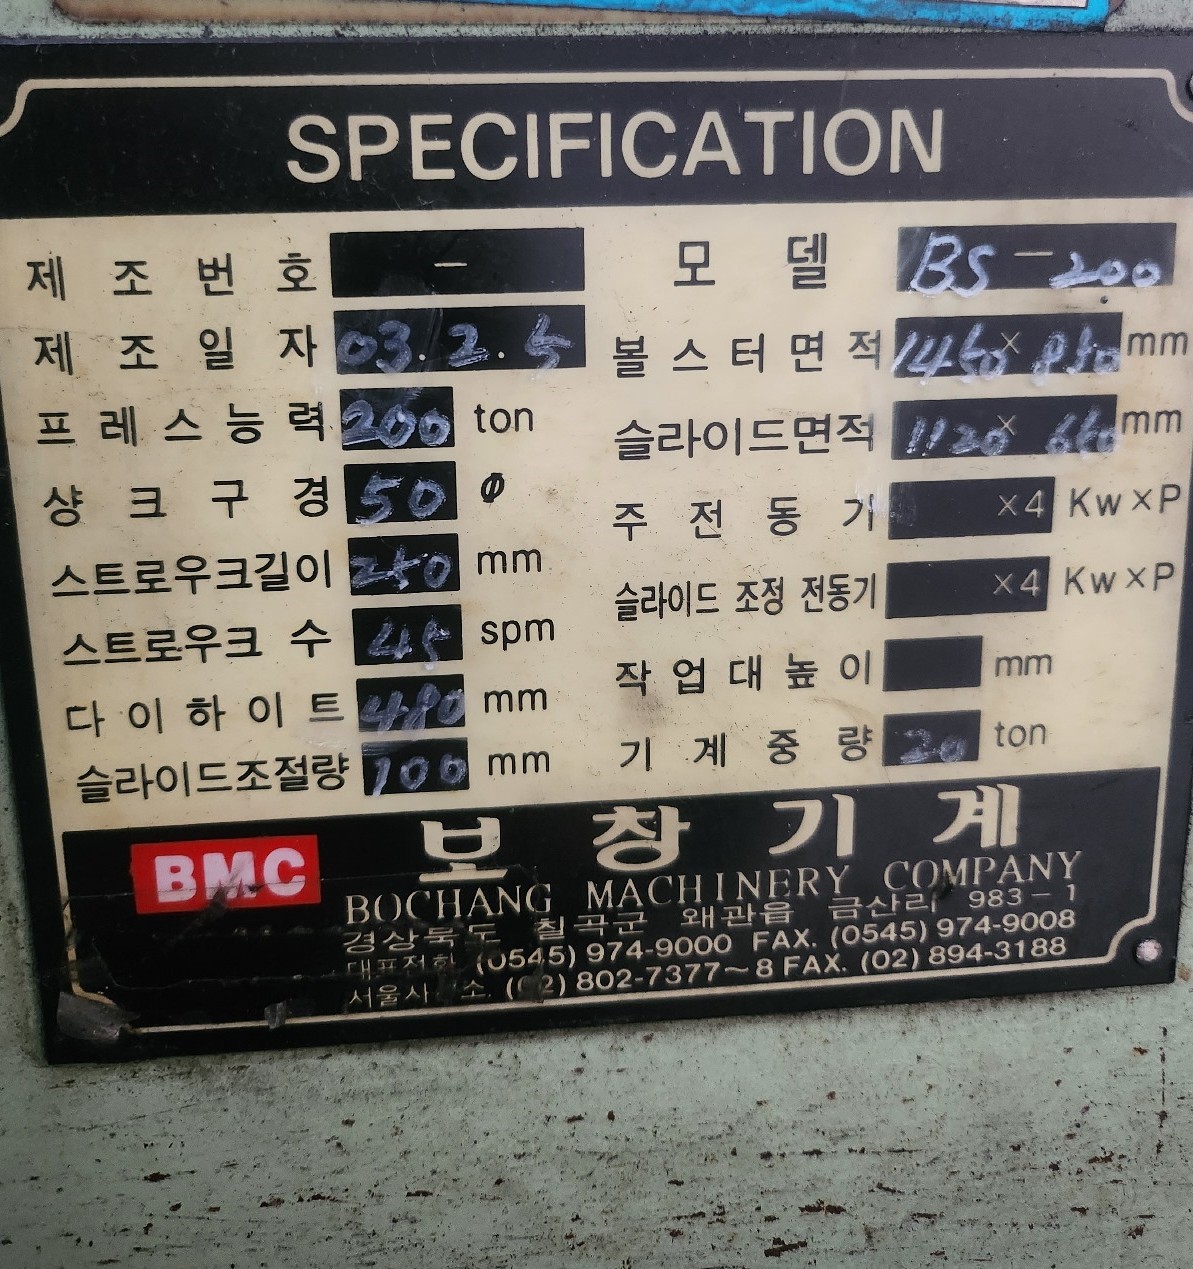 SPECIFICATION
제조번호 - 모델 BS-200
제조일자 03.2.5 볼스터면적 1450×850 mm
프레스능력 200 ton 슬라이드면적 1120×660 mm
샹크구경 50 ø 주전동기 ×4 Kw×P
스트로우크길이 250 mm 슬라이드 조정 전동기 ×4 Kw×P
스트로우크 수 45 spm 작업대높이 mm
다이하이트 480 mm 기계중량 20 ton
슬라이드조절량 100 mm
BMC 보창기계
BOCHANG MACHINERY COMPANY
경상북도 칠곡군 왜관읍 금산리 983-1
대표전화 (0545) 974-9000 FAX. (0545) 974-9008
(02) 802-7377~8 FAX. (02) 894-3188